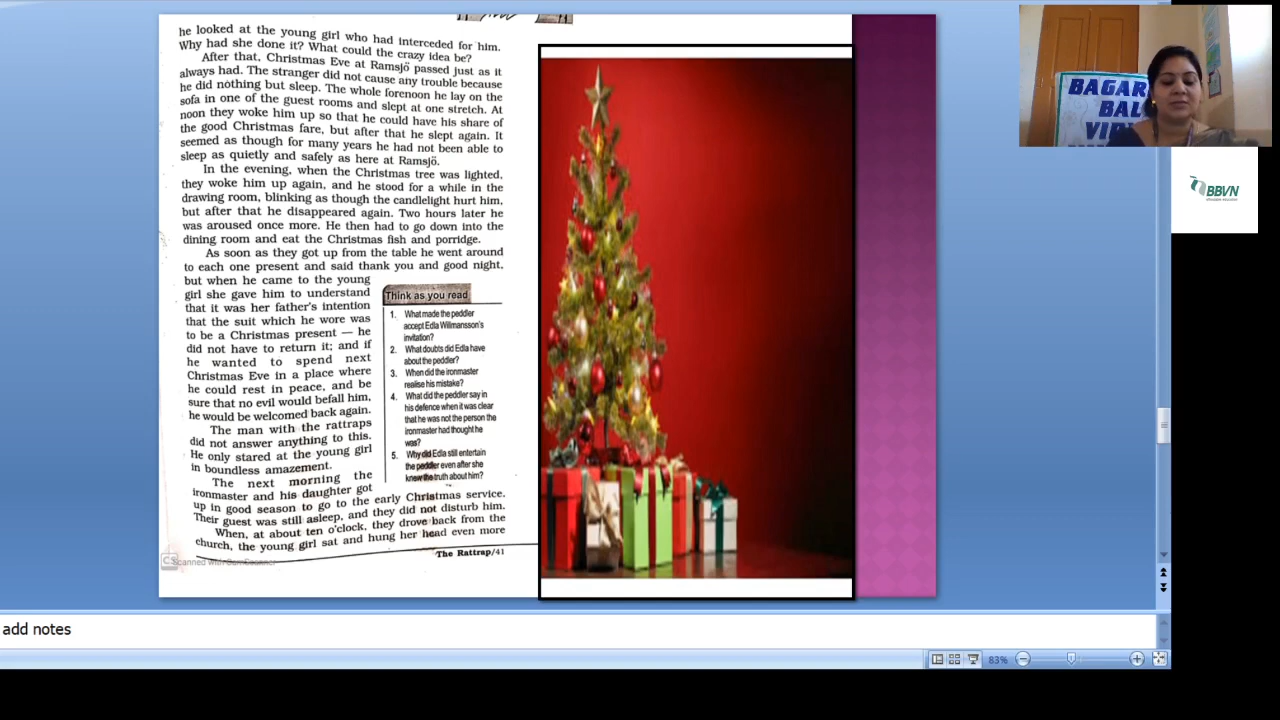 he looked at the young girl who had interceded for him.
Why had she done it? What could the crazy idea be?
After that, Christmas Eve at Ramsjö passed just as it
always had. The stranger did not cause any trouble because
he did nothing but sleep. The whole forenoon he lay on the
sofa in one of the guest rooms and slept at one stretch. At
noon they woke him up so that he could have his share of
the good Christmas fare, but after that he slept again. It
seemed as though for many years he had not been able to
sleep as quietly and safely as here at Ramsjö.
In the evening, when the Christmas tree was lighted,
they woke him up again, and he stood for a while in the
drawing room, blinking as though the candlelight hurt him,
but after that he disappeared again. Two hours later he
was aroused once more. He then had to go down into the
dining room and eat the Christmas fish and porridge.
As soon as they got up from the table he went around
to each one present and said thank you and good night,
but when he came to the young
girl she gave him to understand
that it was her father's intention
that the suit which he wore was
to be a Christmas present — he
did not have to return it; and if
he wanted to spend next
Christmas Eve in a place where
he could rest in peace, and be
sure that no evil would befall him,
he would be welcomed back again.
The man with the rattraps
did not answer anything to this.
He only stared at the young girl
in boundless amazement.
The next morning the
ironmaster and his daughter got
up in good season to go to the early Christmas service.
Their guest was still asleep, and they did not disturb him.
When, at about ten o'clock, they drove back from the
church, the young girl sat and hung her head even more
Think as you read
1. What made the peddler
accept Edla Willmansson's
invitation?
2. What doubts did Edla have
about the peddler?
3. When did the ironmaster
realise his mistake?
4. What did the peddler say in
his defence when it was clear
that he was not the person the
ironmaster had thought he
was?
5. Why did Edla still entertain
the peddler even after she
knew the truth about him?
The Rattrap/41
CS Scanned with
BAGAR
BAL
BBVN
add notes
83%